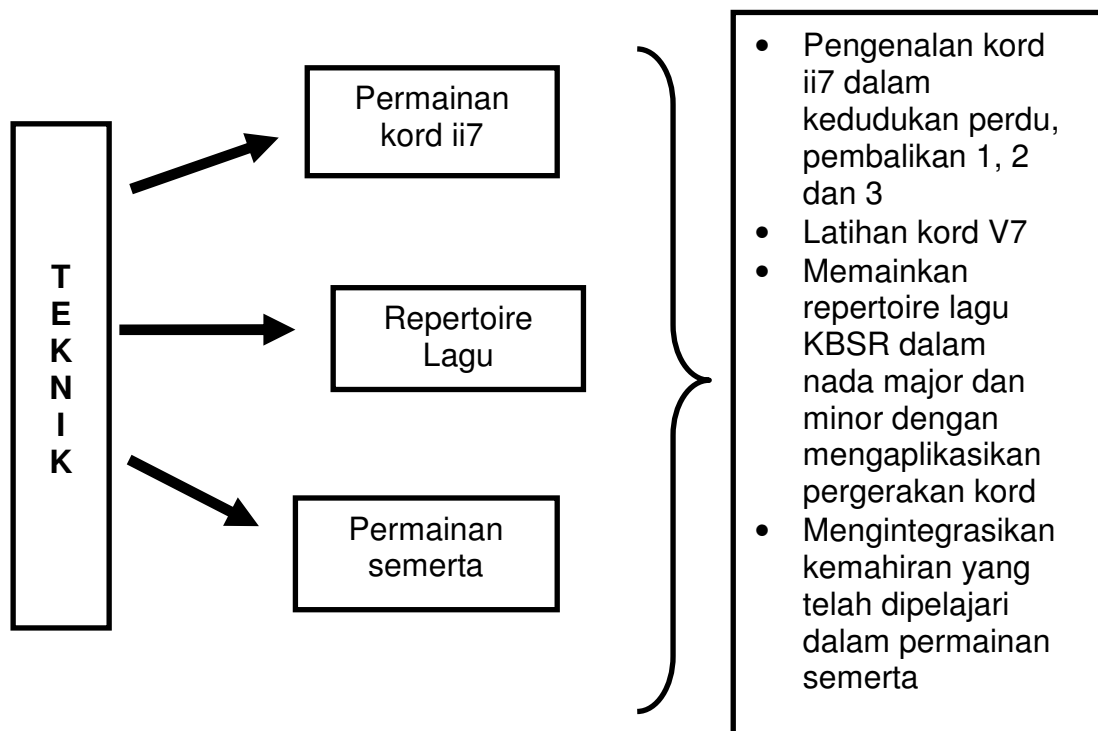 T
E
K
N
I
K
Permainan
kord ii7
Repertoire
Lagu
Permainan
semerta
• Pengenalan kord
ii7 dalam
kedudukan perdu,
pembalikan 1, 2
dan 3
• Latihan kord V7
• Memainkan
repertoire lagu
KBSR dalam
nada major dan
minor dengan
mengaplikasikan
pergerakan kord
• Mengintegrasikan
kemahiran yang
telah dipelajari
dalam permainan
semerta